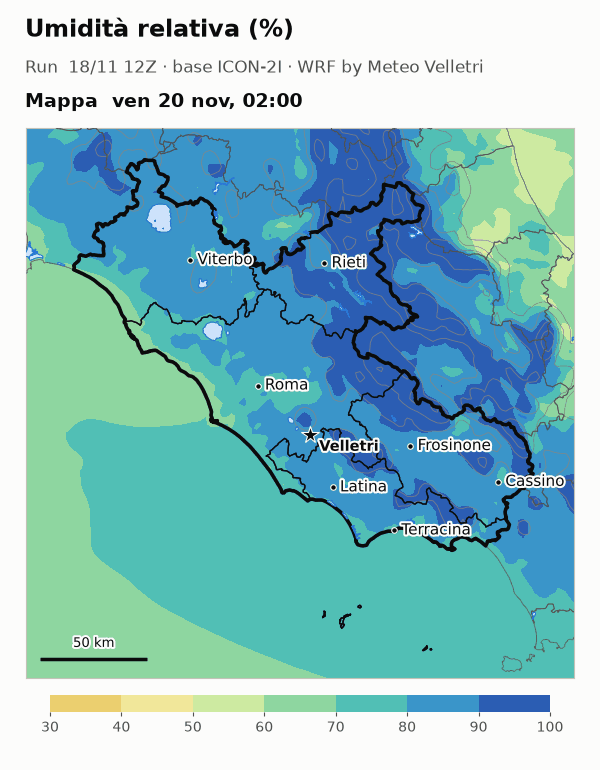 Umidità relativa (%)
Run  18/11 12Z · base ICON-2I · WRF by Meteo Velletri
Mappa  ven 20 nov, 02:00
Viterbo
Rieti
Roma
Velletri
Frosinone
Cassino
Latina
Terracina
50 km
30 40 50 60 70 80 90 100